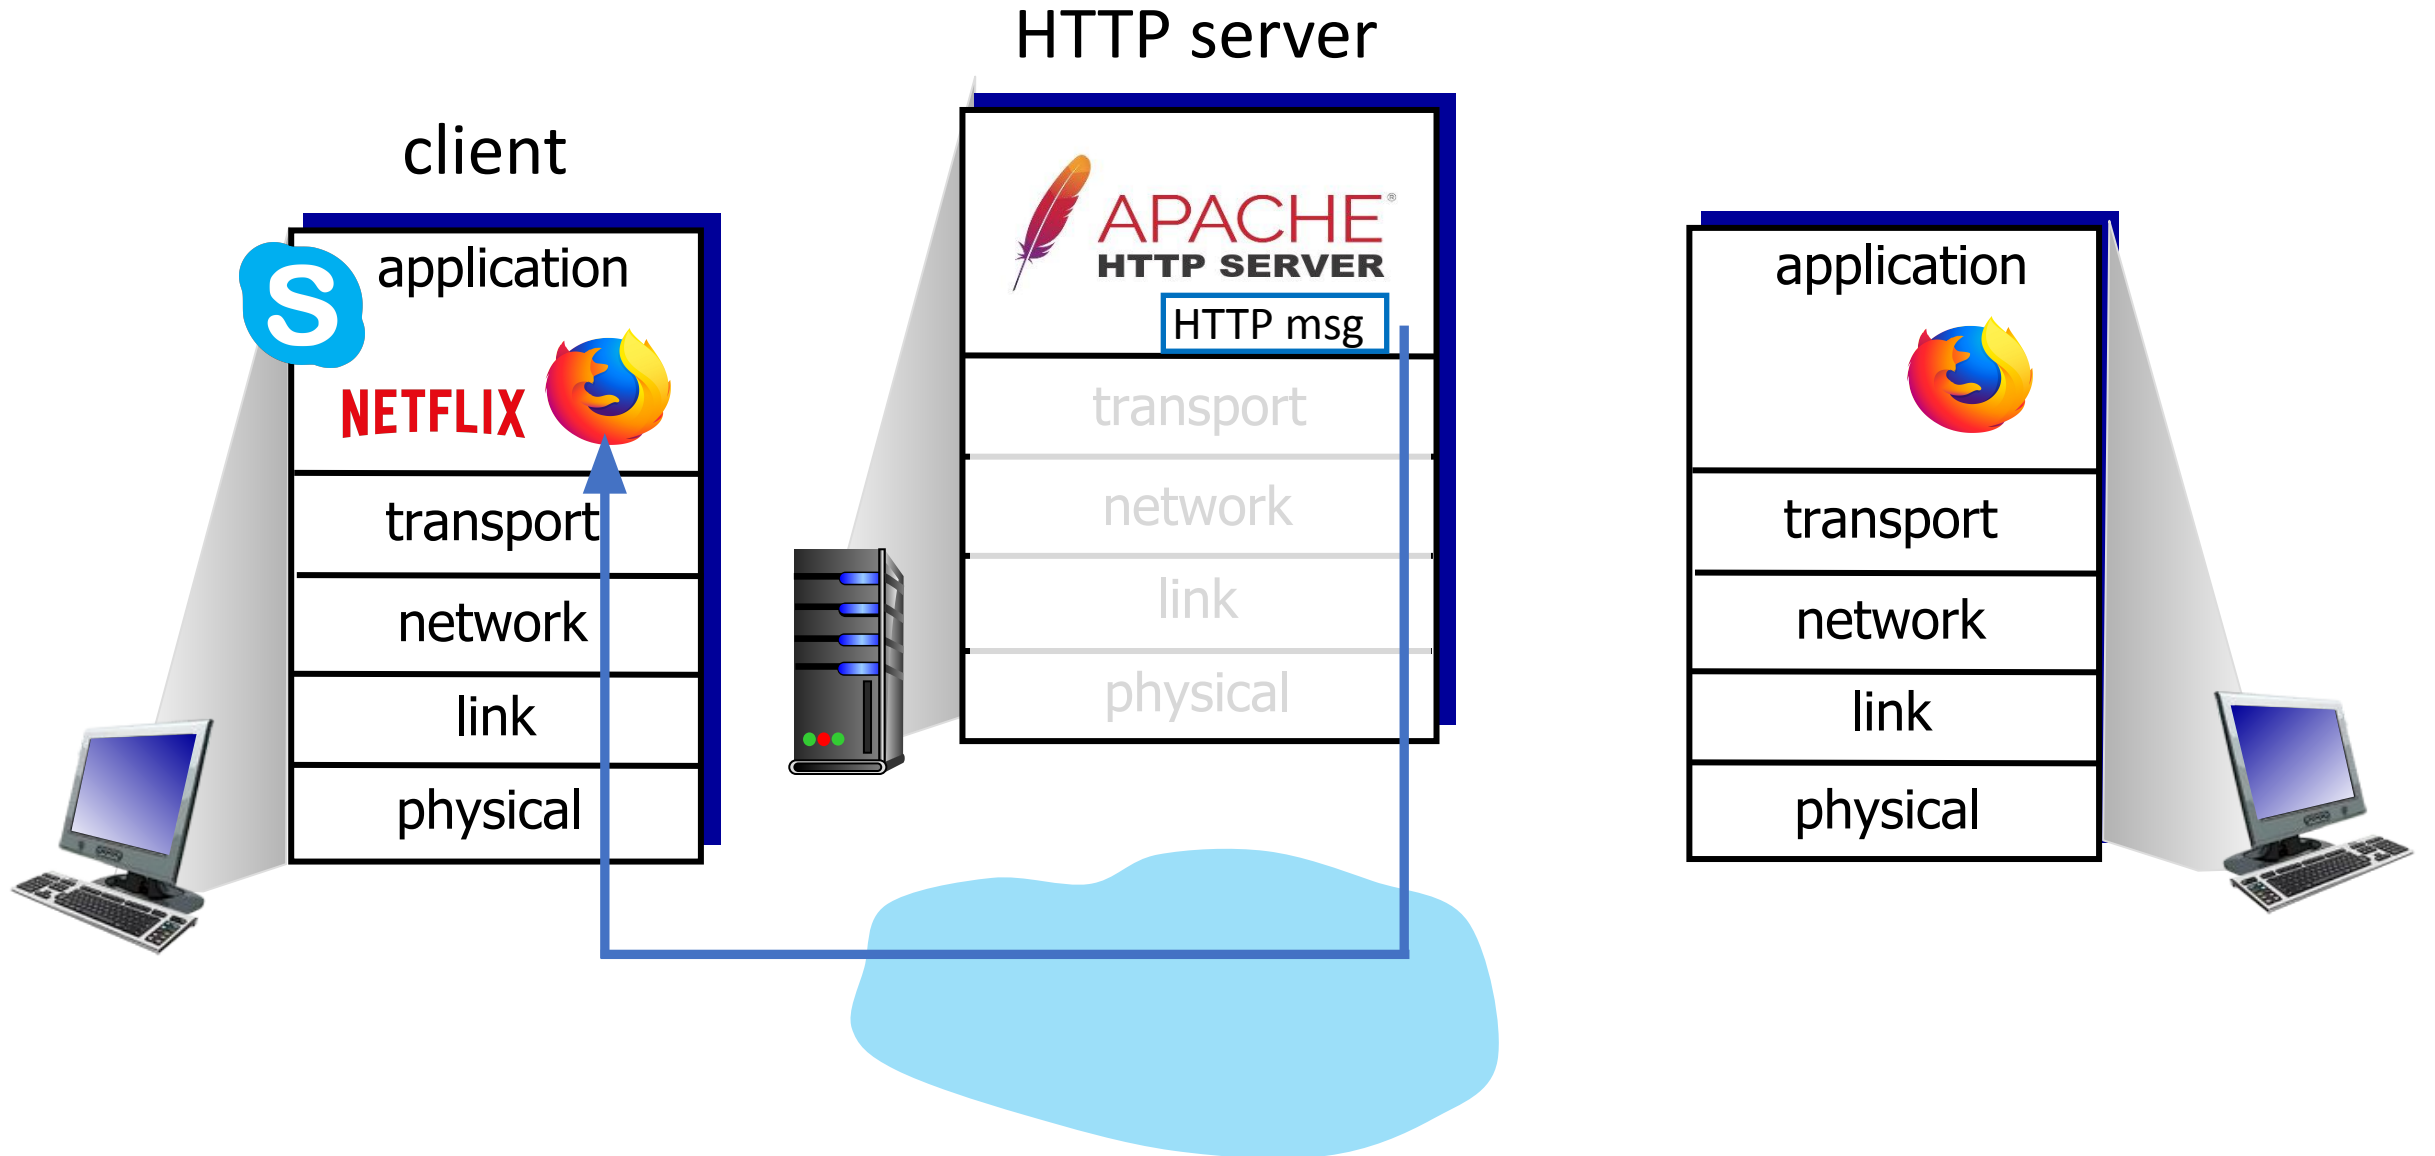 HTTP server
client
APACHE®
HTTP SERVER
HTTP msg
transport
network
link
physical
S
application
NETFLIX
transport
network
link
physical
application
transport
network
link
physical